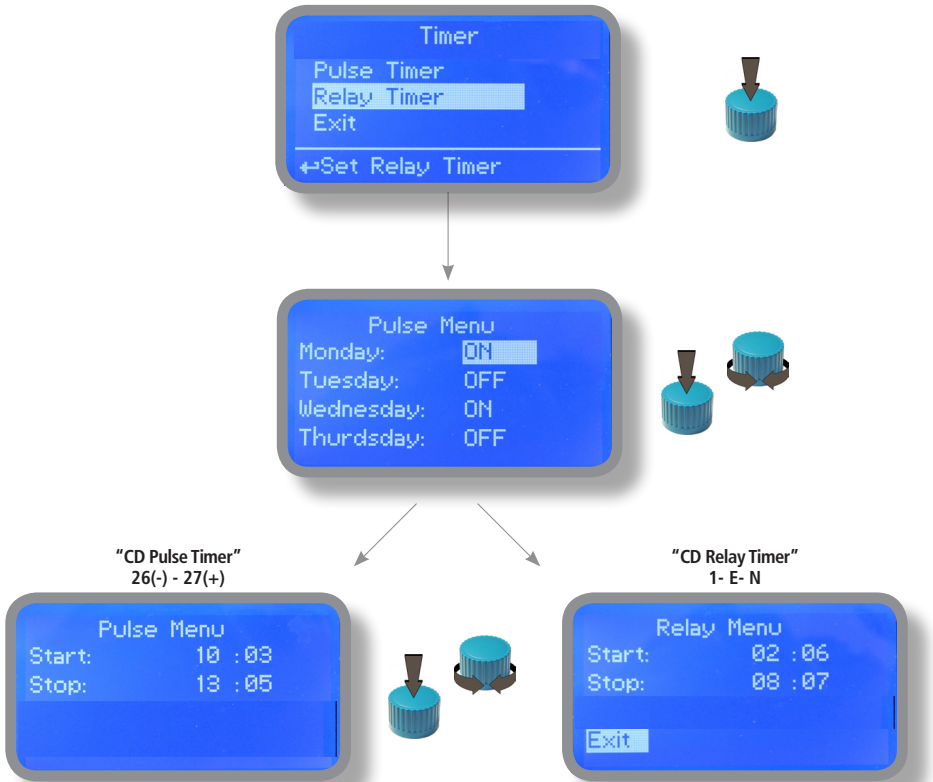 Timer
Pulse Timer
Relay Timer
Exit
↵Set Relay Timer
Pulse Menu
Monday: ON
Tuesday: OFF
Wednesday: ON
Thurdsday: OFF
“CD Pulse Timer”
26(-) - 27(+)
Pulse Menu
Start: 10 :03
Stop: 13 :05
“CD Relay Timer”
1- E- N
Relay Menu
Start: 02 :06
Stop: 08 :07
Exit